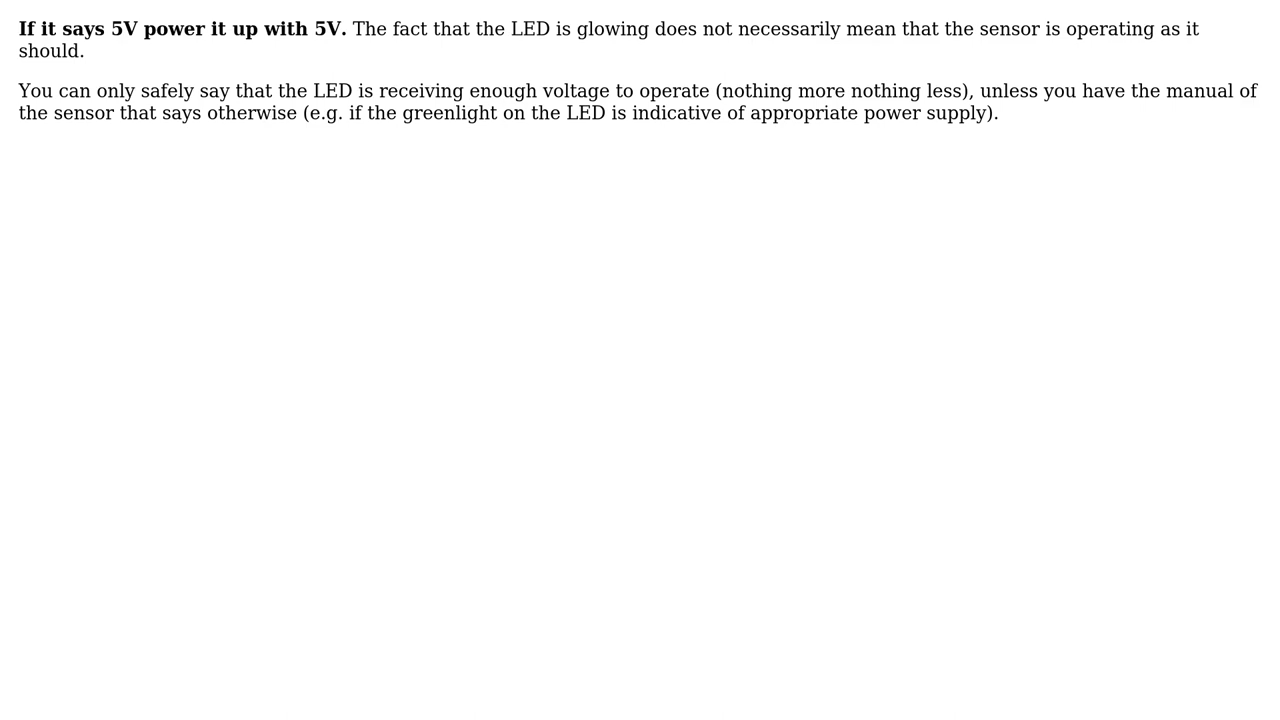 If it says 5V power it up with 5V. The fact that the LED is glowing does not necessarily mean that the sensor is operating as it
should.
You can only safely say that the LED is receiving enough voltage to operate (nothing more nothing less), unless you have the manual of
the sensor that says otherwise (e.g. if the greenlight on the LED is indicative of appropriate power supply).